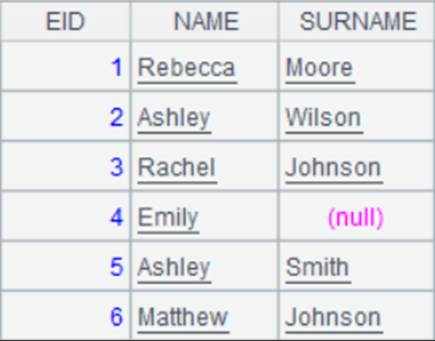 EID NAME SURNAME
1 Rebecca Moore
2 Ashley Wilson
3 Rachel Johnson
4 Emily (null)
5 Ashley Smith
6 Matthew Johnson